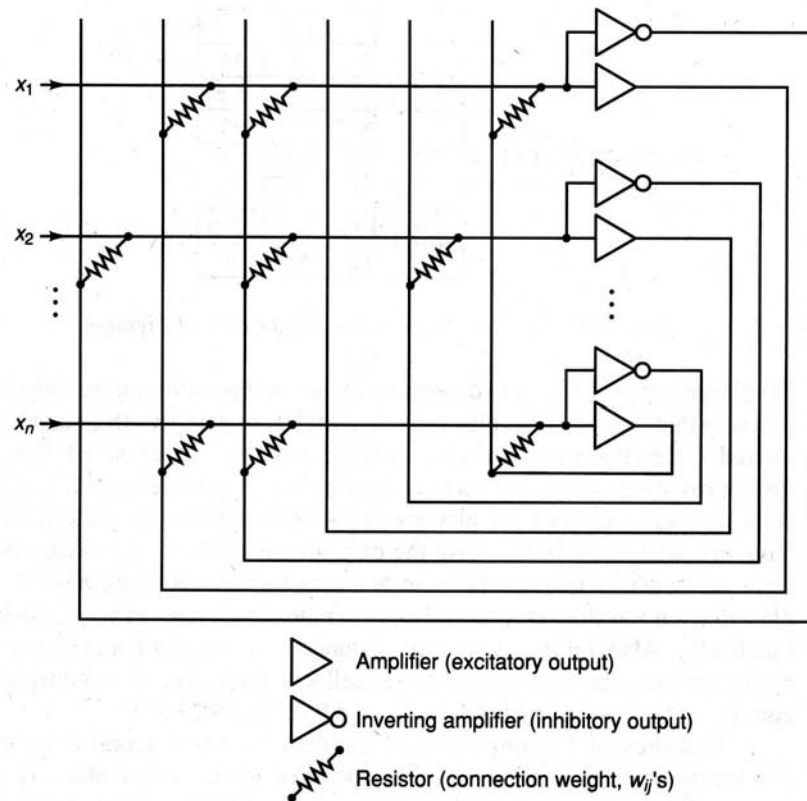 x1
x2
⋮
⋮
xn
Amplifier (excitatory output)
Inverting amplifier (inhibitory output)
Resistor (connection weight, wij's)